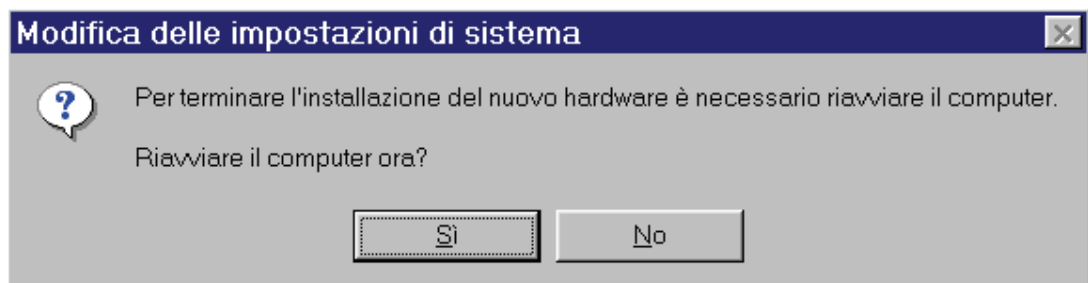 Modifica delle impostazioni di sistema
Per terminare l'installazione del nuovo hardware è necessario riavviare il computer.
Riavviare il computer ora?
Sì
No